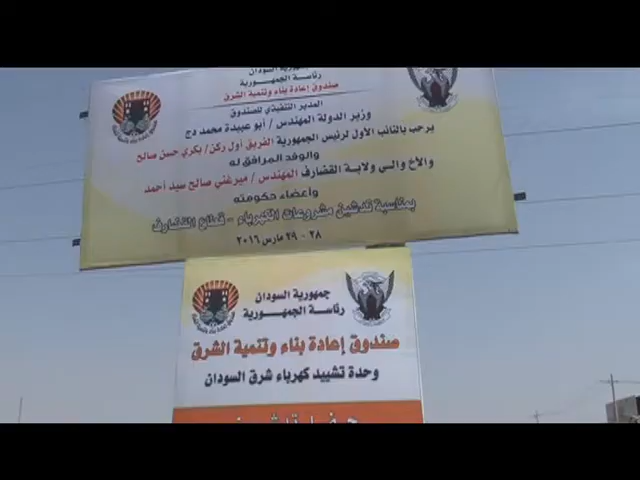 جمهورية السودان
رئاسة الجمهورية
صندوق إعادة بناء وتنمية الشرق
المدير التنفيذي للصندوق
وزير الدولة المهندس / أبو عبيدة محمد دج
يرحب بالنائب الأول لرئيس الجمهورية الفريق أول ركن/ بكري حسن صالح
والوفد المرافق له
والأخ والي ولاية القضارف المهندس / ميرغني صالح سيد أحمد
وأعضاء حكومته
بمناسبة تدشين مشروعات الكهرباء - قطاع القضارف
٢٨ - ٢٩ مارس ٢٠١٦
جمهورية السودان
رئاسة الجمهـــورية
صندوق إعادة بناء وتنمية الشرق
وحدة تشييد كهرباء شرق السودان